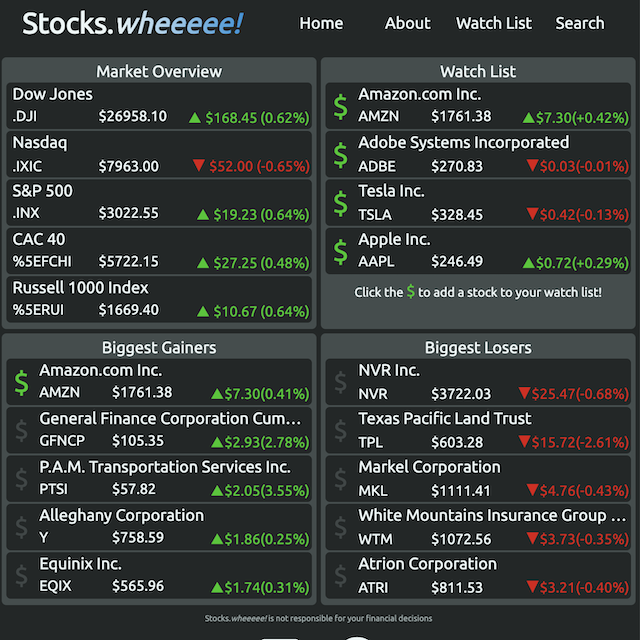 Stocks.wheeeee!
Home About Watch List Search
Market Overview
Dow Jones
.DJI $26958.10 ▲ $168.45 (0.62%)
Nasdaq
.IXIC $7963.00 ▼ $52.00 (-0.65%)
S&P 500
.INX $3022.55 ▲ $19.23 (0.64%)
CAC 40
%5EFCHI $5722.15 ▲ $27.25 (0.48%)
Russell 1000 Index
%5ERUI $1669.40 ▲ $10.67 (0.64%)
Watch List
$ Amazon.com Inc.
AMZN $1761.38 ▲$7.30(+0.42%)
$ Adobe Systems Incorporated
ADBE $270.83 ▼$0.03(-0.01%)
$ Tesla Inc.
TSLA $328.45 ▼$0.42(-0.13%)
$ Apple Inc.
AAPL $246.49 ▲$0.72(+0.29%)
Click the $ to add a stock to your watch list!
Biggest Gainers
$ Amazon.com Inc.
AMZN $1761.38 ▲$7.30(0.41%)
$ General Finance Corporation Cum...
GFNCP $105.35 ▲$2.93(2.78%)
$ P.A.M. Transportation Services Inc.
PTSI $57.82 ▲$2.05(3.55%)
$ Alleghany Corporation
Y $758.59 ▲$1.86(0.25%)
$ Equinix Inc.
EQIX $565.96 ▲$1.74(0.31%)
Biggest Losers
$ NVR Inc.
NVR $3722.03 ▼$25.47(-0.68%)
$ Texas Pacific Land Trust
TPL $603.28 ▼$15.72(-2.61%)
$ Markel Corporation
MKL $1111.41 ▼$4.76(-0.43%)
$ White Mountains Insurance Group ...
WTM $1072.56 ▼$3.73(-0.35%)
$ Atrion Corporation
ATRI $811.53 ▼$3.21(-0.40%)
Stocks.wheeeee! is not responsible for your financial decisions